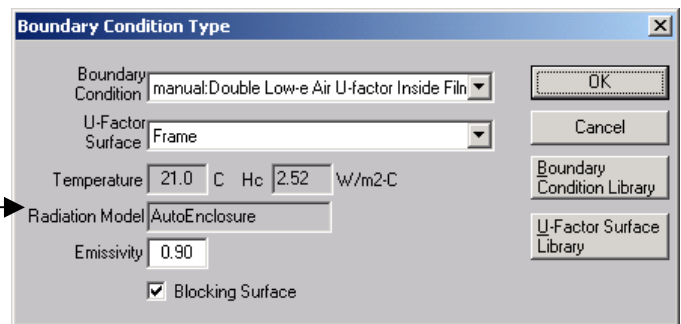 Boundary Condition Type
Boundary Condition manual:Double Low-e Air U-factor Inside Film
OK
U-Factor Surface Frame
Cancel
Temperature 21.0 C Hc 2.52 W/m2-C
Boundary Condition Library
Radiation Model AutoEnclosure
U-Factor Surface Library
Emissivity 0.90
Blocking Surface